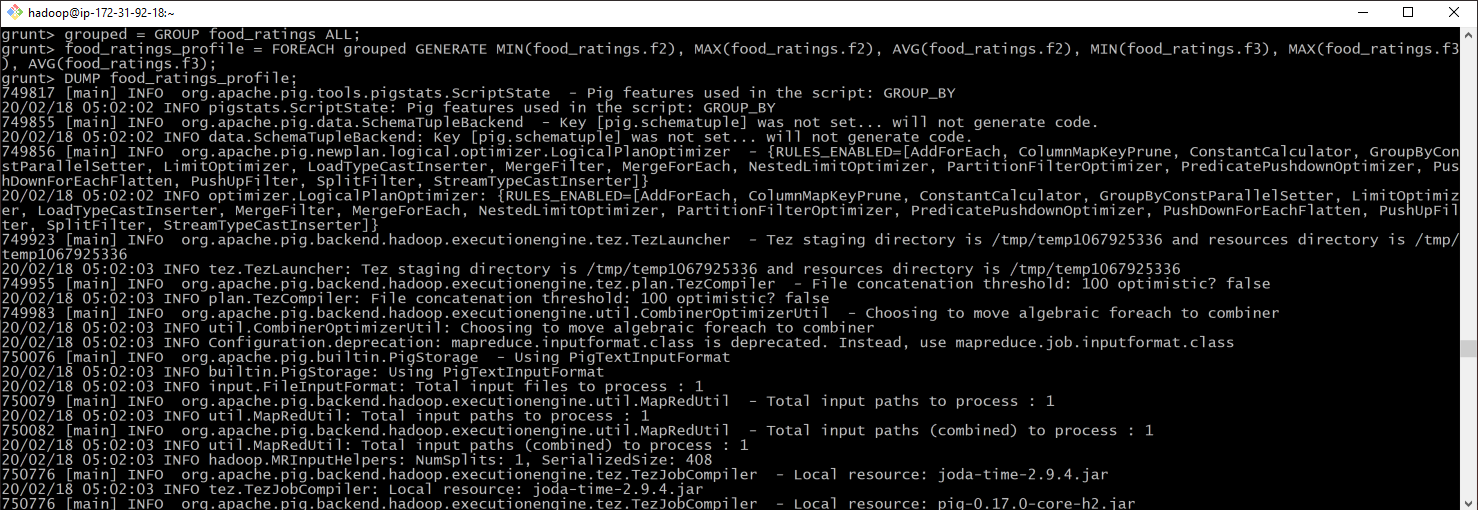 hadoop@ip-172-31-92-18:~
grunt> grouped = GROUP food_ratings ALL;
grunt> food_ratings_profile = FOREACH grouped GENERATE MIN(food_ratings.f2), MAX(food_ratings.f2), AVG(food_ratings.f2), MIN(food_ratings.f3), MAX(food_ratings.f3
), AVG(food_ratings.f3);
grunt> DUMP food_ratings_profile;
749817 [main] INFO  org.apache.pig.tools.pigstats.ScriptState  - Pig features used in the script: GROUP_BY
20/02/18 05:02:02 INFO pigstats.ScriptState: Pig features used in the script: GROUP_BY
749855 [main] INFO  org.apache.pig.data.SchemaTupleBackend  - Key [pig.schematuple] was not set... will not generate code.
20/02/18 05:02:02 INFO data.SchemaTupleBackend: Key [pig.schematuple] was not set... will not generate code.
749856 [main] INFO  org.apache.pig.newplan.logical.optimizer.LogicalPlanOptimizer  - {RULES_ENABLED=[AddForEach, ColumnMapKeyPrune, ConstantCalculator, GroupByCon
stParallelSetter, LimitOptimizer, LoadTypeCastInserter, MergeFilter, MergeForEach, NestedLimitOptimizer, PartitionFilterOptimizer, PredicatePushdownOptimizer, Pus
hDownForEachFlatten, PushUpFilter, SplitFilter, StreamTypeCastInserter]}
20/02/18 05:02:02 INFO optimizer.LogicalPlanOptimizer: {RULES_ENABLED=[AddForEach, ColumnMapKeyPrune, ConstantCalculator, GroupByConstParallelSetter, LimitOptimiz
er, LoadTypeCastInserter, MergeFilter, MergeForEach, NestedLimitOptimizer, PartitionFilterOptimizer, PredicatePushdownOptimizer, PushDownForEachFlatten, PushUpFil
ter, SplitFilter, StreamTypeCastInserter]}
749923 [main] INFO  org.apache.pig.backend.hadoop.executionengine.tez.TezLauncher  - Tez staging directory is /tmp/temp1067925336 and resources directory is /tmp/
temp1067925336
20/02/18 05:02:03 INFO tez.TezLauncher: Tez staging directory is /tmp/temp1067925336 and resources directory is /tmp/temp1067925336
749955 [main] INFO  org.apache.pig.backend.hadoop.executionengine.tez.plan.TezCompiler  - File concatenation threshold: 100 optimistic? false
20/02/18 05:02:03 INFO plan.TezCompiler: File concatenation threshold: 100 optimistic? false
749983 [main] INFO  org.apache.pig.backend.hadoop.executionengine.util.CombinerOptimizerUtil  - Choosing to move algebraic foreach to combiner
20/02/18 05:02:03 INFO util.CombinerOptimizerUtil: Choosing to move algebraic foreach to combiner
20/02/18 05:02:03 INFO Configuration.deprecation: mapreduce.inputformat.class is deprecated. Instead, use mapreduce.job.inputformat.class
750076 [main] INFO  org.apache.pig.builtin.PigStorage  - Using PigTextInputFormat
20/02/18 05:02:03 INFO builtin.PigStorage: Using PigTextInputFormat
20/02/18 05:02:03 INFO input.FileInputFormat: Total input files to process : 1
750079 [main] INFO  org.apache.pig.backend.hadoop.executionengine.util.MapRedUtil  - Total input paths to process : 1
20/02/18 05:02:03 INFO util.MapRedUtil: Total input paths to process : 1
750082 [main] INFO  org.apache.pig.backend.hadoop.executionengine.util.MapRedUtil  - Total input paths (combined) to process : 1
20/02/18 05:02:03 INFO util.MapRedUtil: Total input paths (combined) to process : 1
20/02/18 05:02:03 INFO hadoop.MRInputHelpers: NumSplits: 1, SerializedSize: 408
750776 [main] INFO  org.apache.pig.backend.hadoop.executionengine.tez.TezJobCompiler  - Local resource: joda-time-2.9.4.jar
20/02/18 05:02:03 INFO tez.TezJobCompiler: Local resource: joda-time-2.9.4.jar
750776 [main] INFO  org.apache.pig.backend.hadoop.executionengine.tez.TezJobCompiler  - Local resource: pig-0.17.0-core-h2.jar